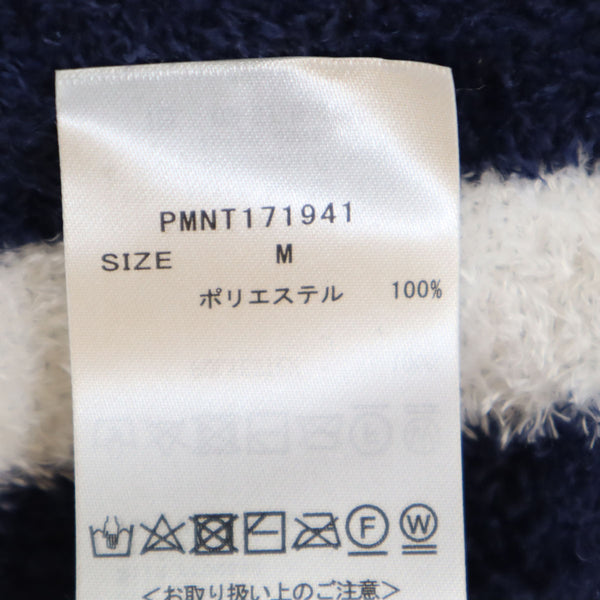 PMNT171941
SIZE M
ポリエステル 100%
F W
＜お取り扱い上のご注意＞